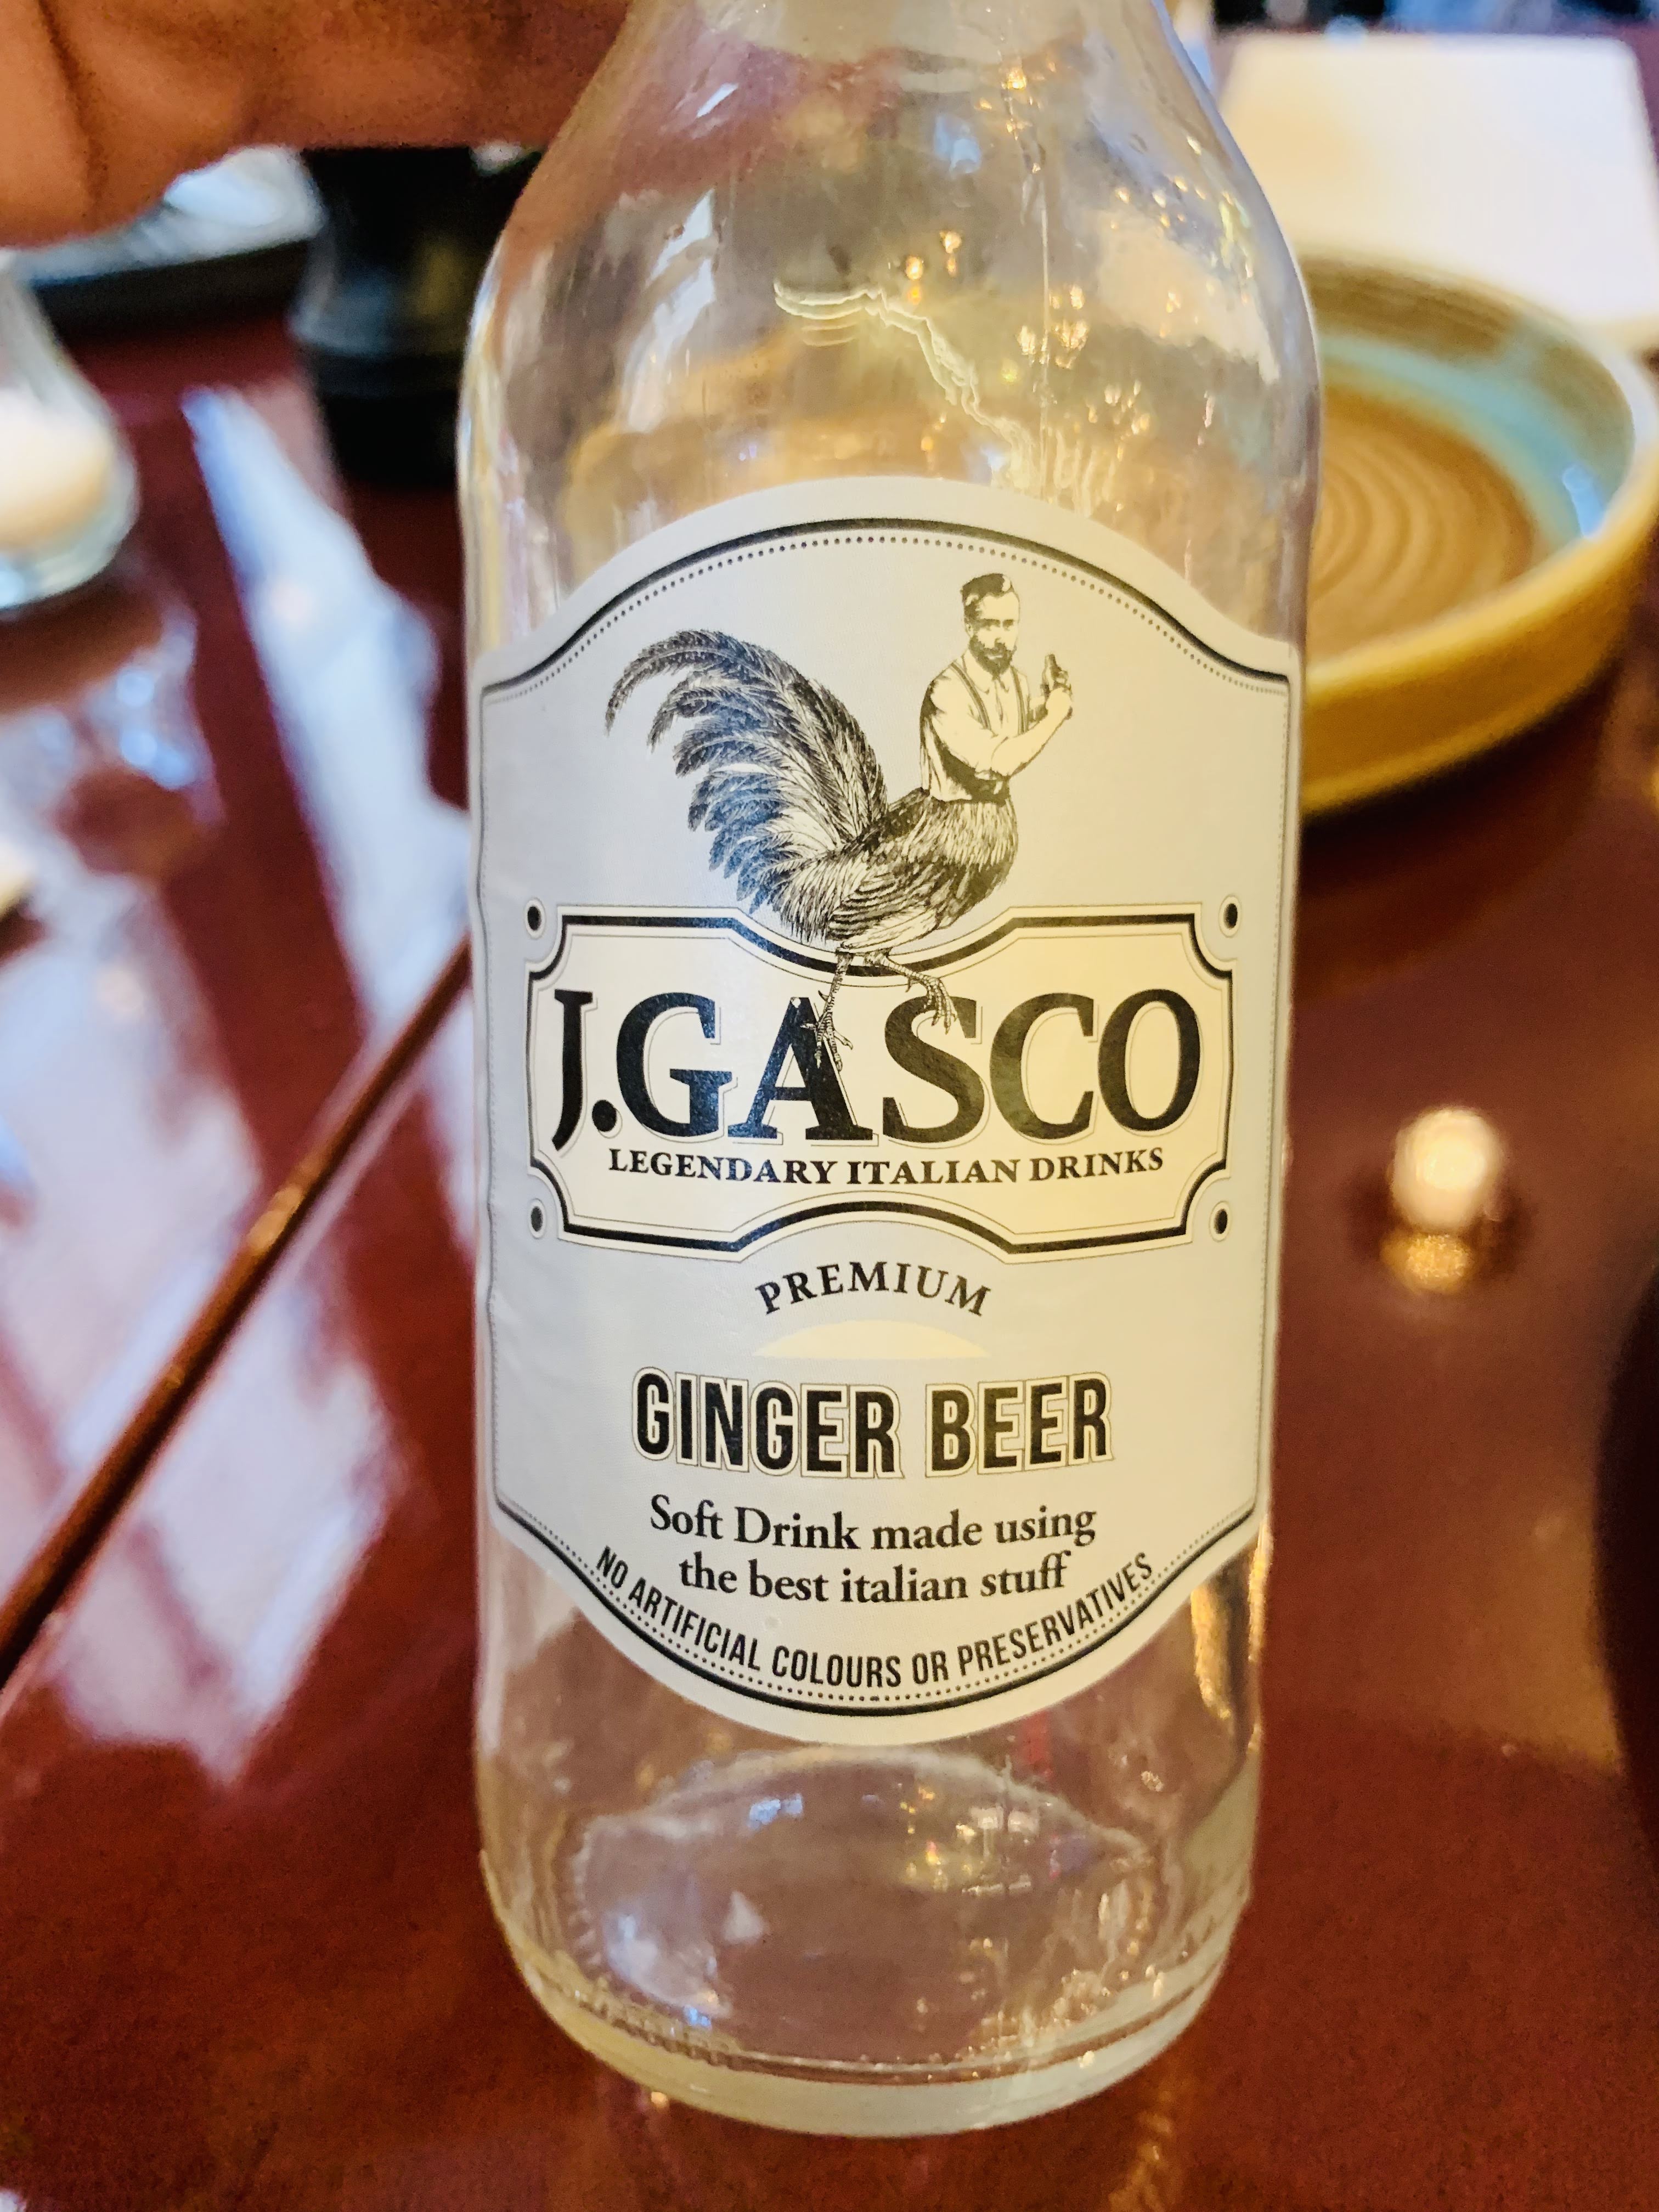 J.GASCO
LEGENDARY ITALIAN DRINKS
PREMIUM
GINGER BEER
Soft Drink made using
the best italian stuff
NO ARTIFICIAL COLOURS OR PRESERVATIVES